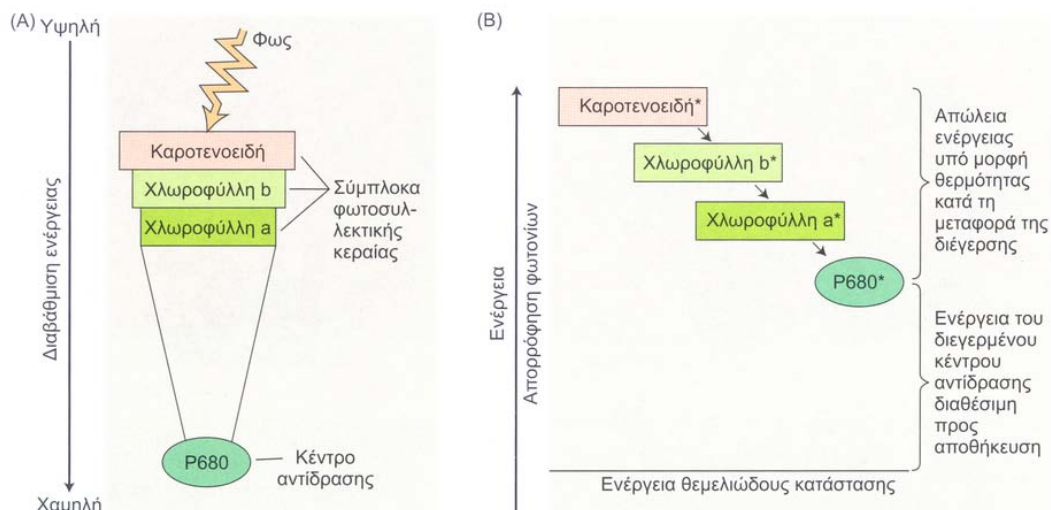 (A)
Υψηλή
Φως
Καροτενοειδή
Χλωροφύλλη b
Χλωροφύλλη a
Σύμπλοκα
φωτοσυλ-
λεκτικής
κεραίας
Διαβάθμιση ενέργειας
P680
Κέντρο
αντίδρασης
Χαμηλή
(B)
Ενέργεια
Απορρόφηση φωτονίων
Καροτενοειδή*
Χλωροφύλλη b*
Χλωροφύλλη a*
P680*
Απώλεια
ενέργειας
υπό μορφή
θερμότητας
κατά τη
μεταφορά της
διέγερσης
Ενέργεια του
διεγερμένου
κέντρου
αντίδρασης
διαθέσιμη
προς
αποθήκευση
Ενέργεια θεμελιώδους κατάστασης